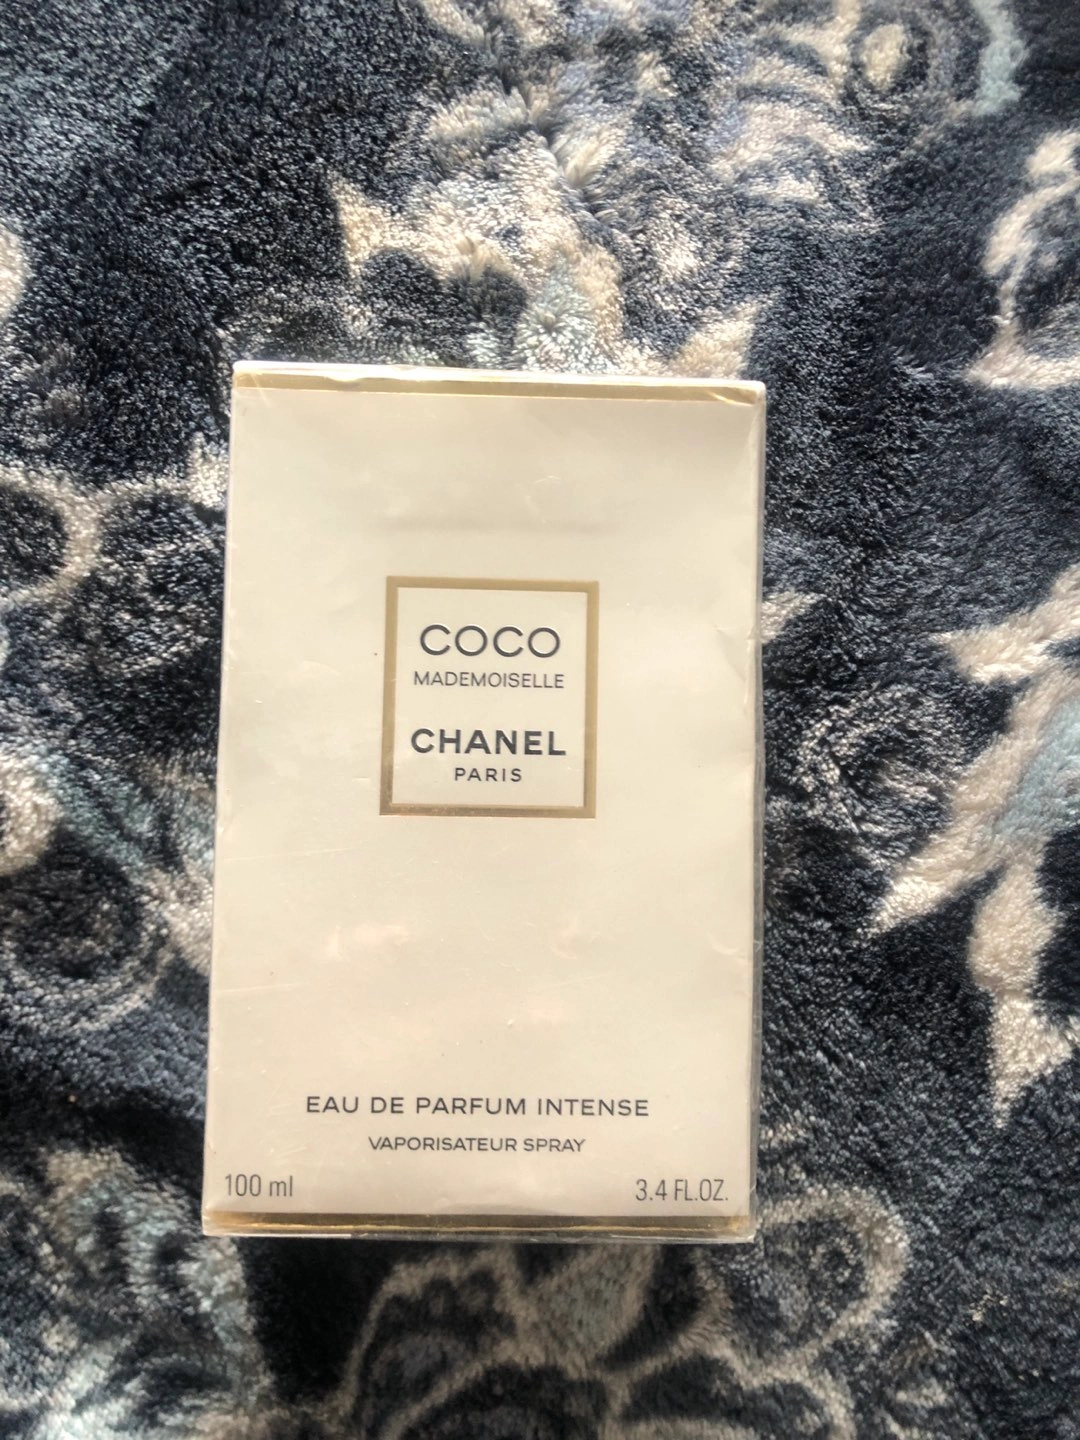 COCO
MADEMOISELLE
CHANEL
PARIS
EAU DE PARFUM INTENSE
VAPORISATEUR SPRAY
100 ml 3.4 FL.OZ.